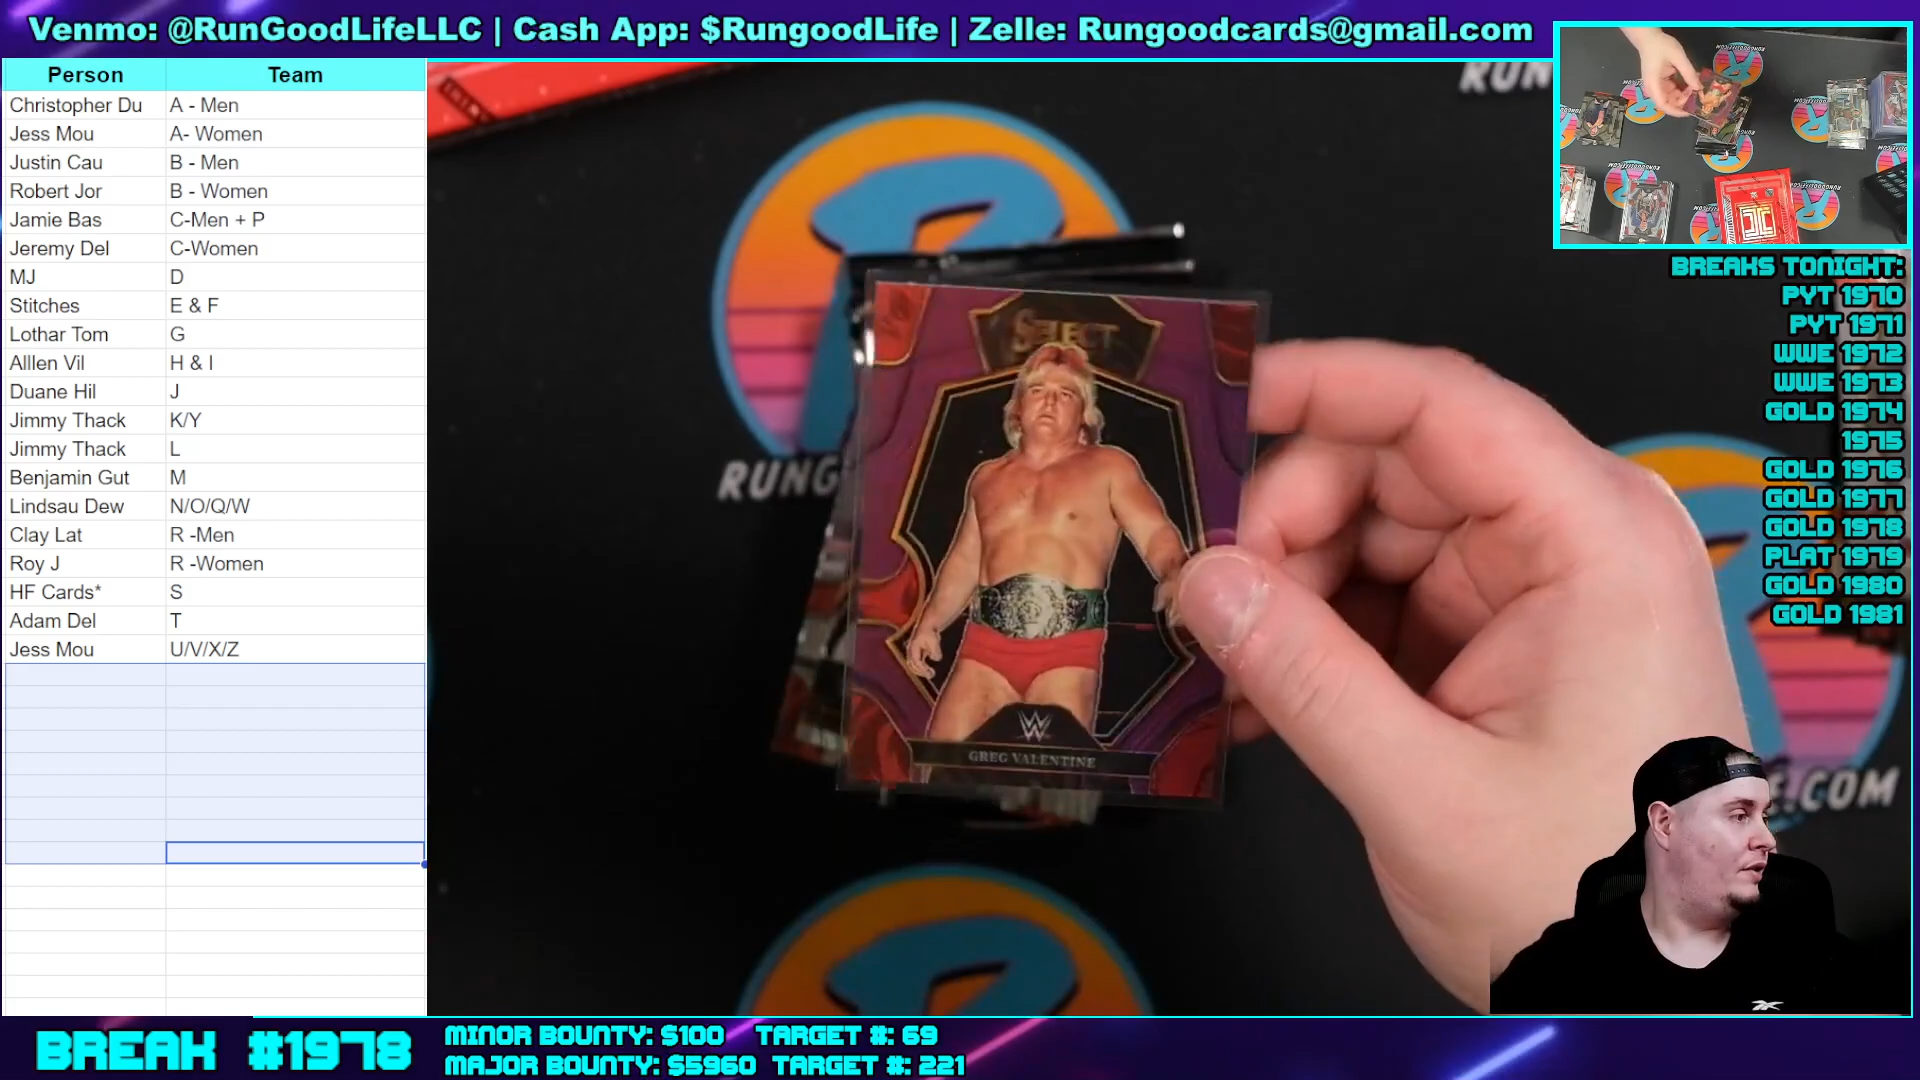 Venmo: @RunGoodLifeLLC | Cash App: $RungoodLife | Zelle: Rungoodcards@gmail.com
Person Team
Christopher Du A - Men
Jess Mou A- Women
Justin Cau B - Men
Robert Jor B - Women
Jamie Bas C-Men + P
Jeremy Del C-Women
MJ D
Stitches E & F
Lothar Tom G
Alllen Vil H & I
Duane Hil J
Jimmy Thack K/Y
Jimmy Thack L
Benjamin Gut M
Lindsau Dew N/O/Q/W
Clay Lat R -Men
Roy J R -Women
HF Cards* S
Adam Del T
Jess Mou U/V/X/Z
RUN
RUNG
SELECT
W
GREG VALENTINE
E.COM
BREAKS TONIGHT:
PYT 1970
PYT 1971
WWE 1972
WWE 1973
GOLD 1974
1975
GOLD 1976
GOLD 1977
GOLD 1978
PLAT 1979
GOLD 1980
GOLD 1981
BREAK #1978
MINOR BOUNTY: $100 TARGET #: 69
MAJOR BOUNTY: $5960 TARGET #: 221